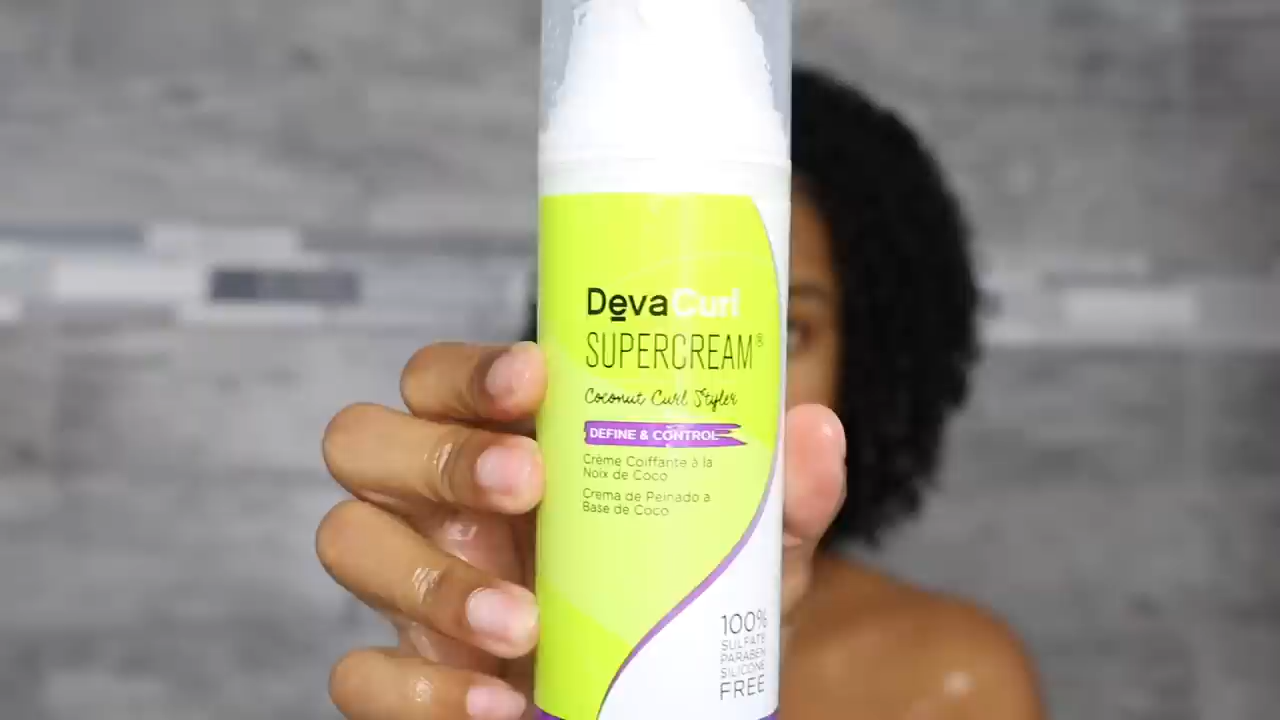 DevaCurl
SUPERCREAM®
Coconut Curl Styler
DEFINE & CONTROL
Crème Coiffante à la
Noix de Coco
Crema de Peinado a
Base de Coco
100%
SULFATE
PARABEN
SILICONE
FREE